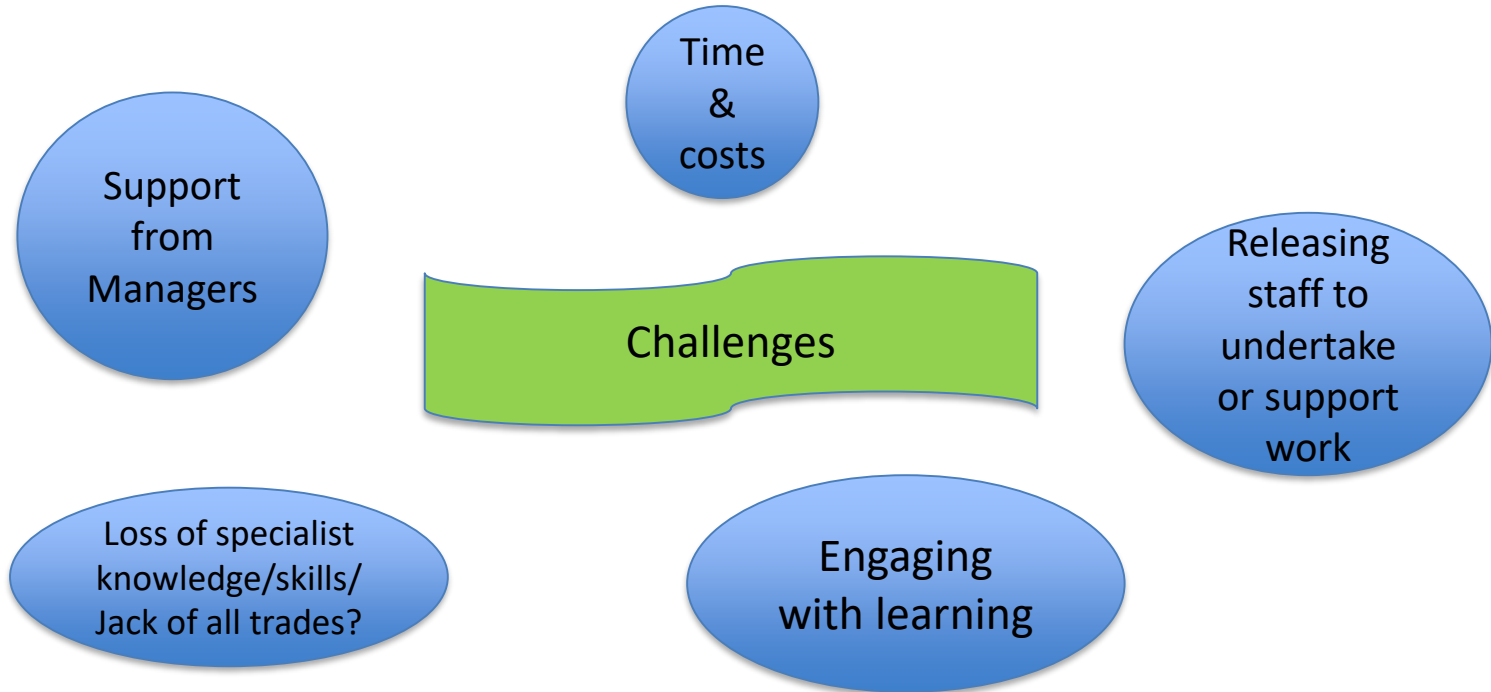 Time
&
costs
Support
from
Managers
Releasing
staff to
undertake
or support
work
Challenges
Loss of specialist
knowledge/skills/
Jack of all trades?
Engaging
with learning